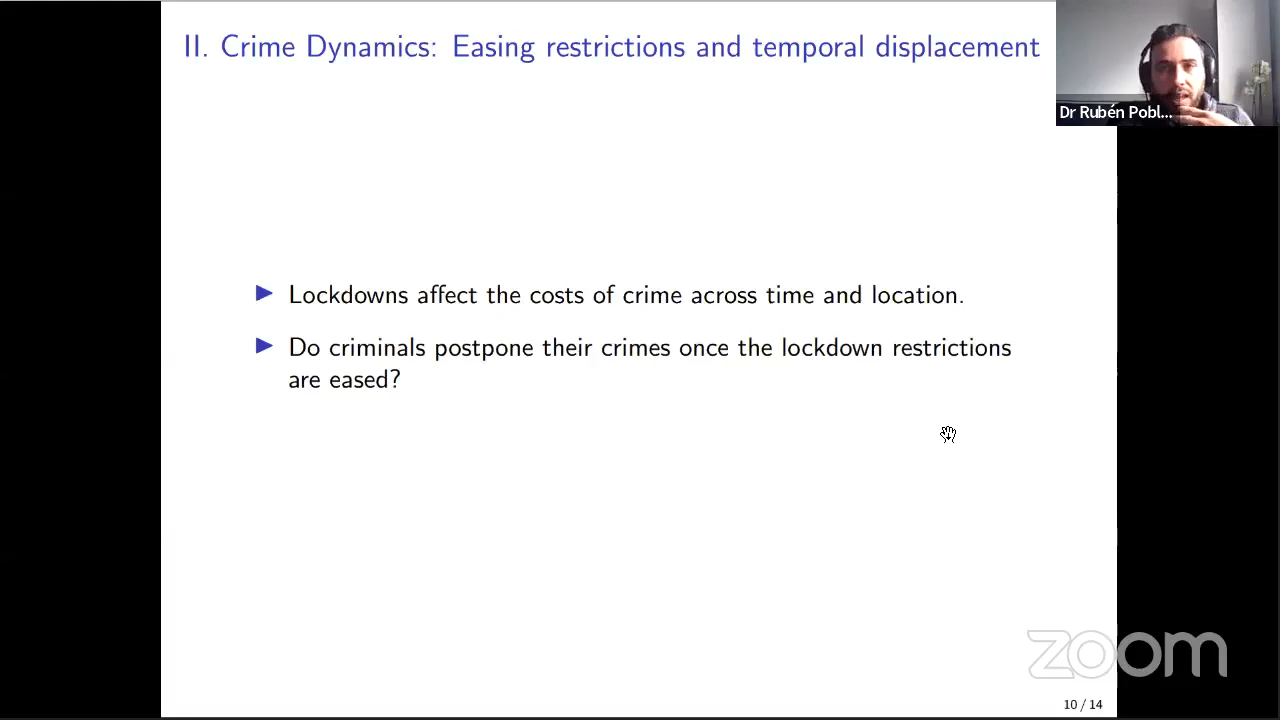 II. Crime Dynamics: Easing restrictions and temporal displacement
Dr Rubén Pobl...
Lockdowns affect the costs of crime across time and location.
Do criminals postpone their crimes once the lockdown restrictions
are eased?
zoom
10 / 14